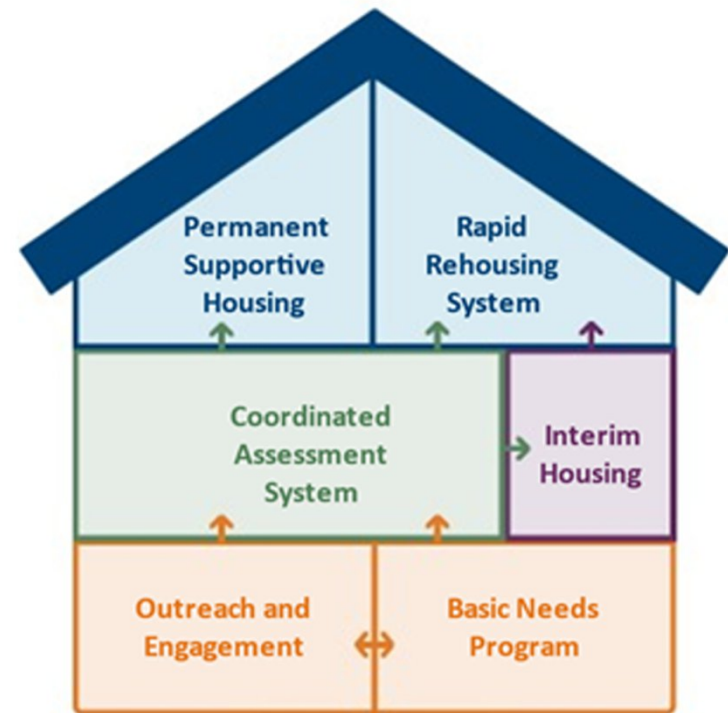 Permanent
Supportive
Housing
Rapid
Rehousing
System
Coordinated
Assessment
System
Interim
Housing
Outreach and
Engagement
Basic Needs
Program